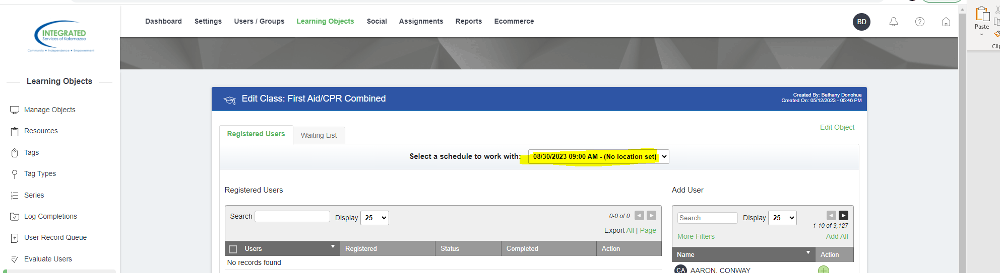 Dashboard Settings Users / Groups Learning Objects Social Assignments Reports Ecommerce
BD
Paste
INTEGRATED
Services of Kalamazoo
Community • Independence • Empowerment
Learning Objects
Manage Objects
Resources
Tags
Tag Types
Series
Log Completions
User Record Queue
Evaluate Users
Edit Class: First Aid/CPR Combined
Created By: Bethany Donohue
Created On: 05/12/2023 - 05:46 PM
Edit Object
Registered Users Waiting List
Select a schedule to work with: 08/30/2023 09:00 AM - (No location set)
Registered Users
Search Display 25
0-0 of 0
Export All | Page
Users Registered Status Completed Action
No records found
Add User
Search Display 25
1-10 of 3,127
More Filters Add All
Name Action
CA AARON, CONWAY